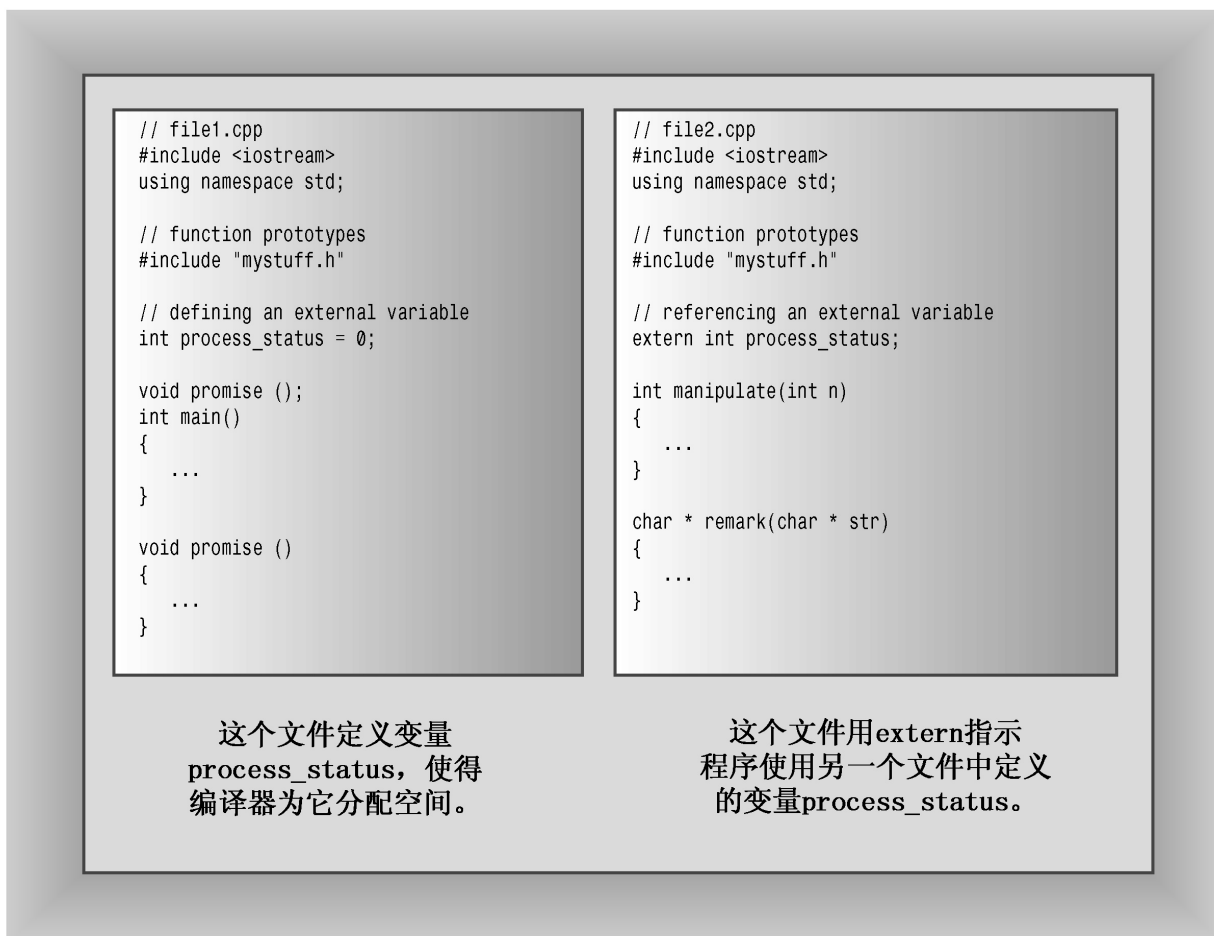 // file1.cpp
#include <iostream>
using namespace std;
// function prototypes
#include "mystuff.h"
// defining an external variable
int process_status = 0;
void promise ();
int main()
{
   ...
}
void promise ()
{
   ...
}
这个文件定义变量
process_status，使得
编译器为它分配空间。
// file2.cpp
#include <iostream>
using namespace std;
// function prototypes
#include "mystuff.h"
// referencing an external variable
extern int process_status;
int manipulate(int n)
{
   ...
}
char * remark(char * str)
{
   ...
}
这个文件用extern指示
程序使用另一个文件中定义
的变量process_status。